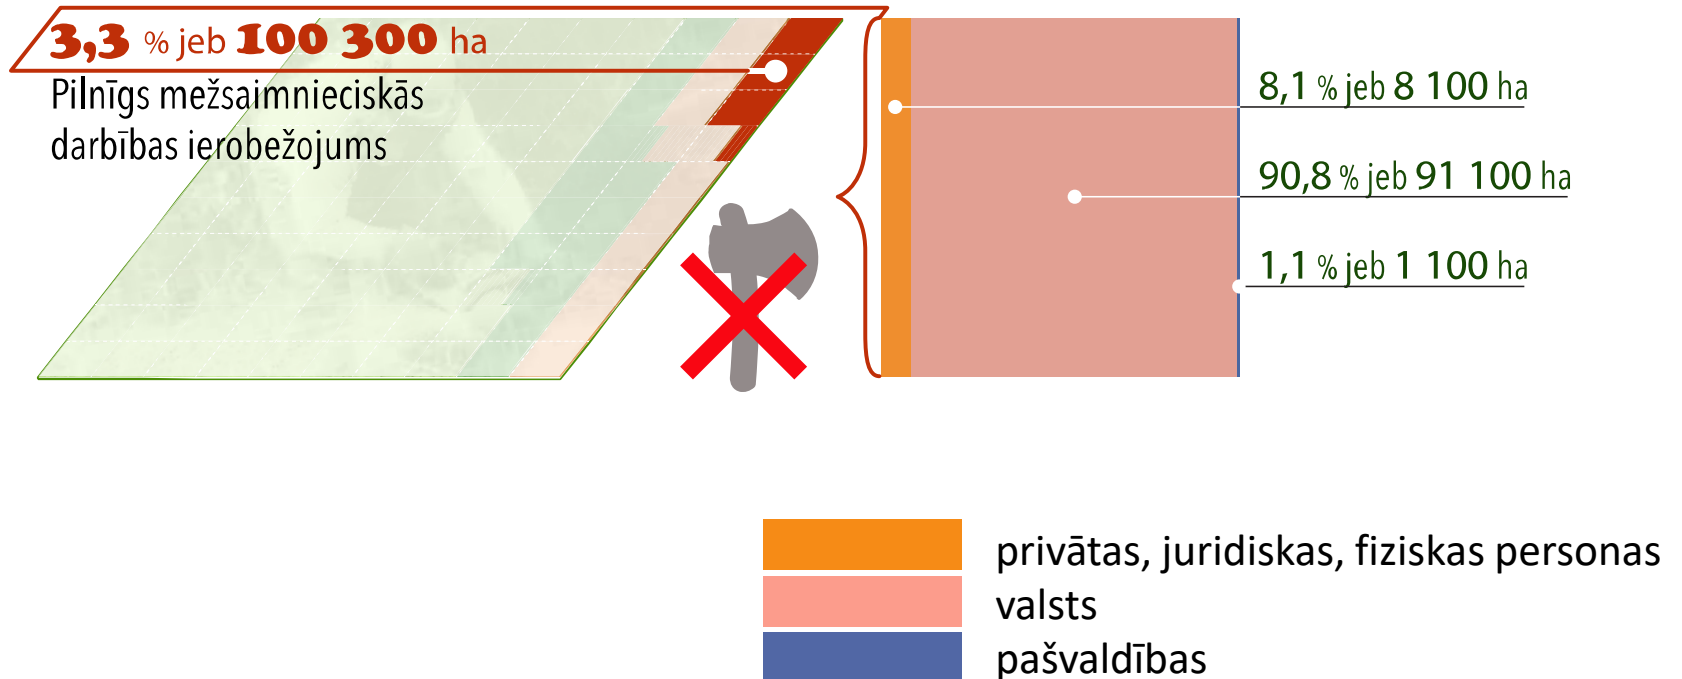 3,3 % jeb 100 300 ha
Pilnīgs mežsaimnieciskās
darbības ierobežojums
8,1 % jeb 8 100 ha
90,8 % jeb 91 100 ha
1,1 % jeb 1 100 ha
privātas, juridiskas, fiziskas personas
valsts
pašvaldības